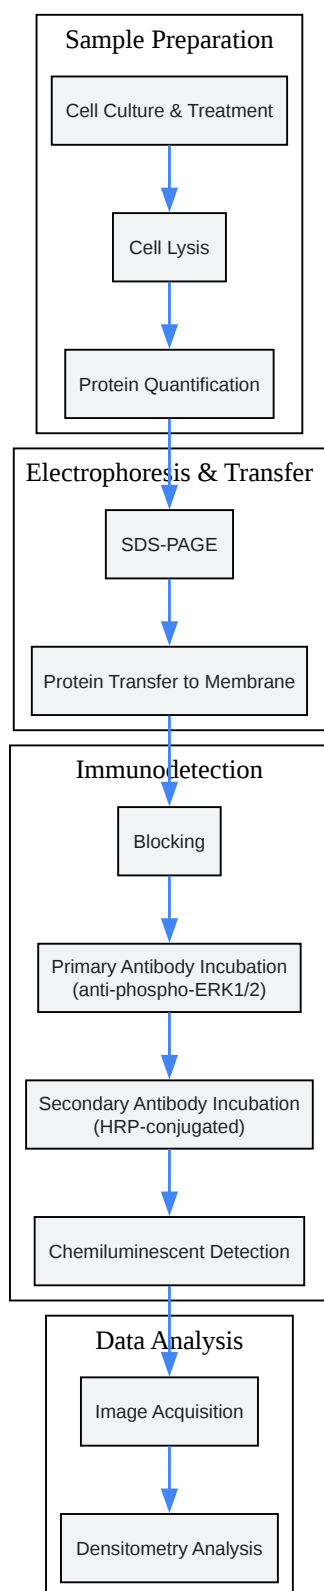 Sample Preparation
Cell Culture & Treatment
Cell Lysis
Protein Quantification
Electrophoresis & Transfer
SDS-PAGE
Protein Transfer to Membrane
Immunodetection
Blocking
Primary Antibody Incubation
(anti-phospho-ERK1/2)
Secondary Antibody Incubation
(HRP-conjugated)
Chemiluminescent Detection
Data Analysis
Image Acquisition
Densitometry Analysis